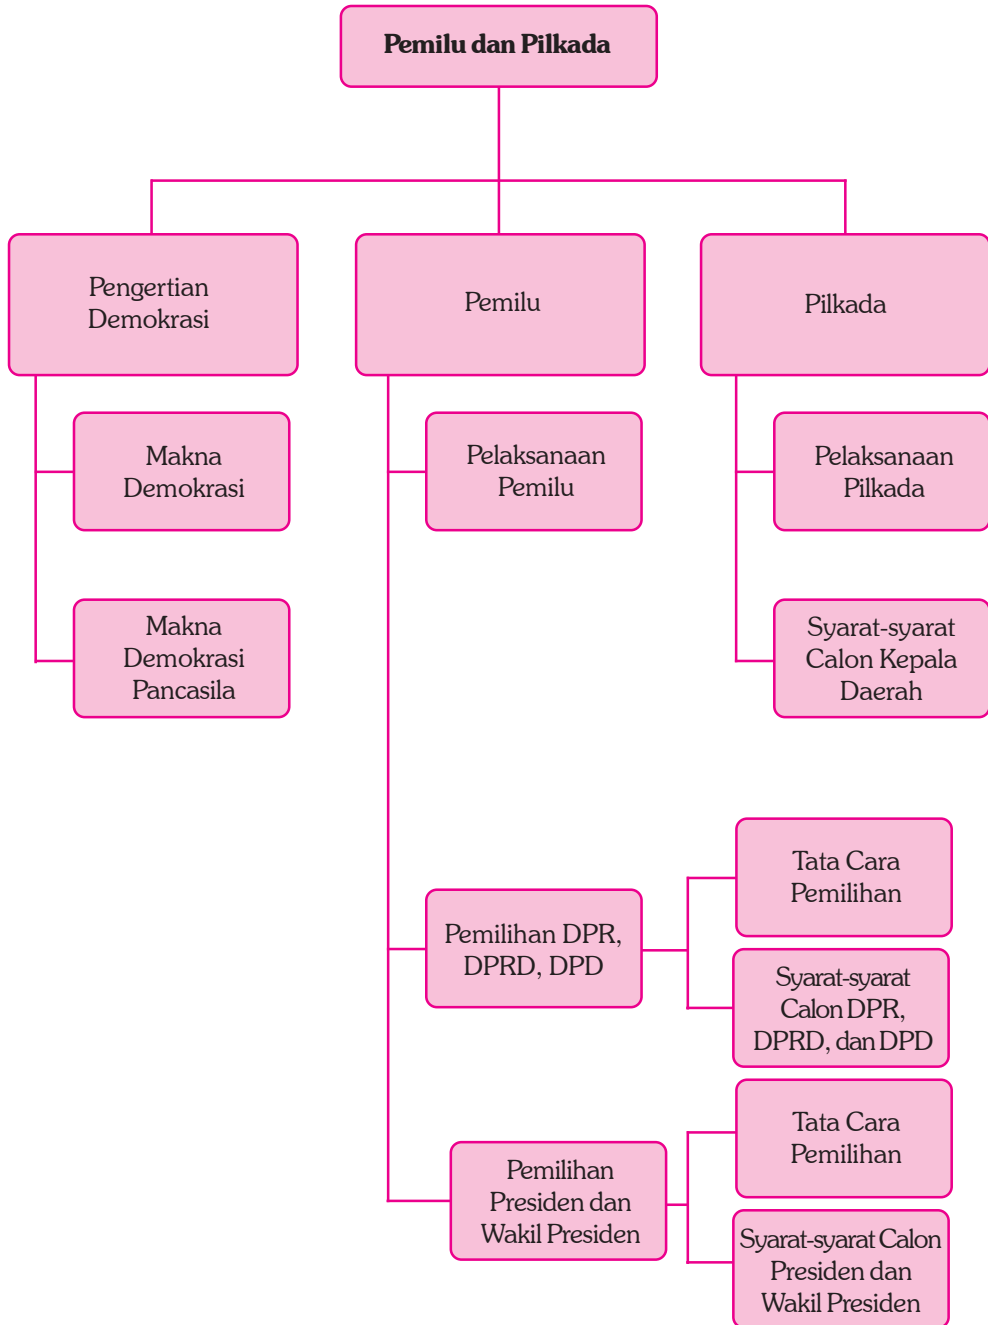 Pemilu dan Pilkada
Pengertian
Demokrasi
Pemilu
Pilkada
Makna
Demokrasi
Pelaksanaan
Pemilu
Pelaksanaan
Pilkada
Makna
Demokrasi
Pancasila
Syarat-syarat
Calon Kepala
Daerah
Pemilihan DPR,
DPRD, DPD
Tata Cara
Pemilihan
Syarat-syarat
Calon DPR,
DPRD, dan DPD
Pemilihan
Presiden dan
Wakil Presiden
Tata Cara
Pemilihan
Syarat-syarat Calon
Presiden dan
Wakil Presiden